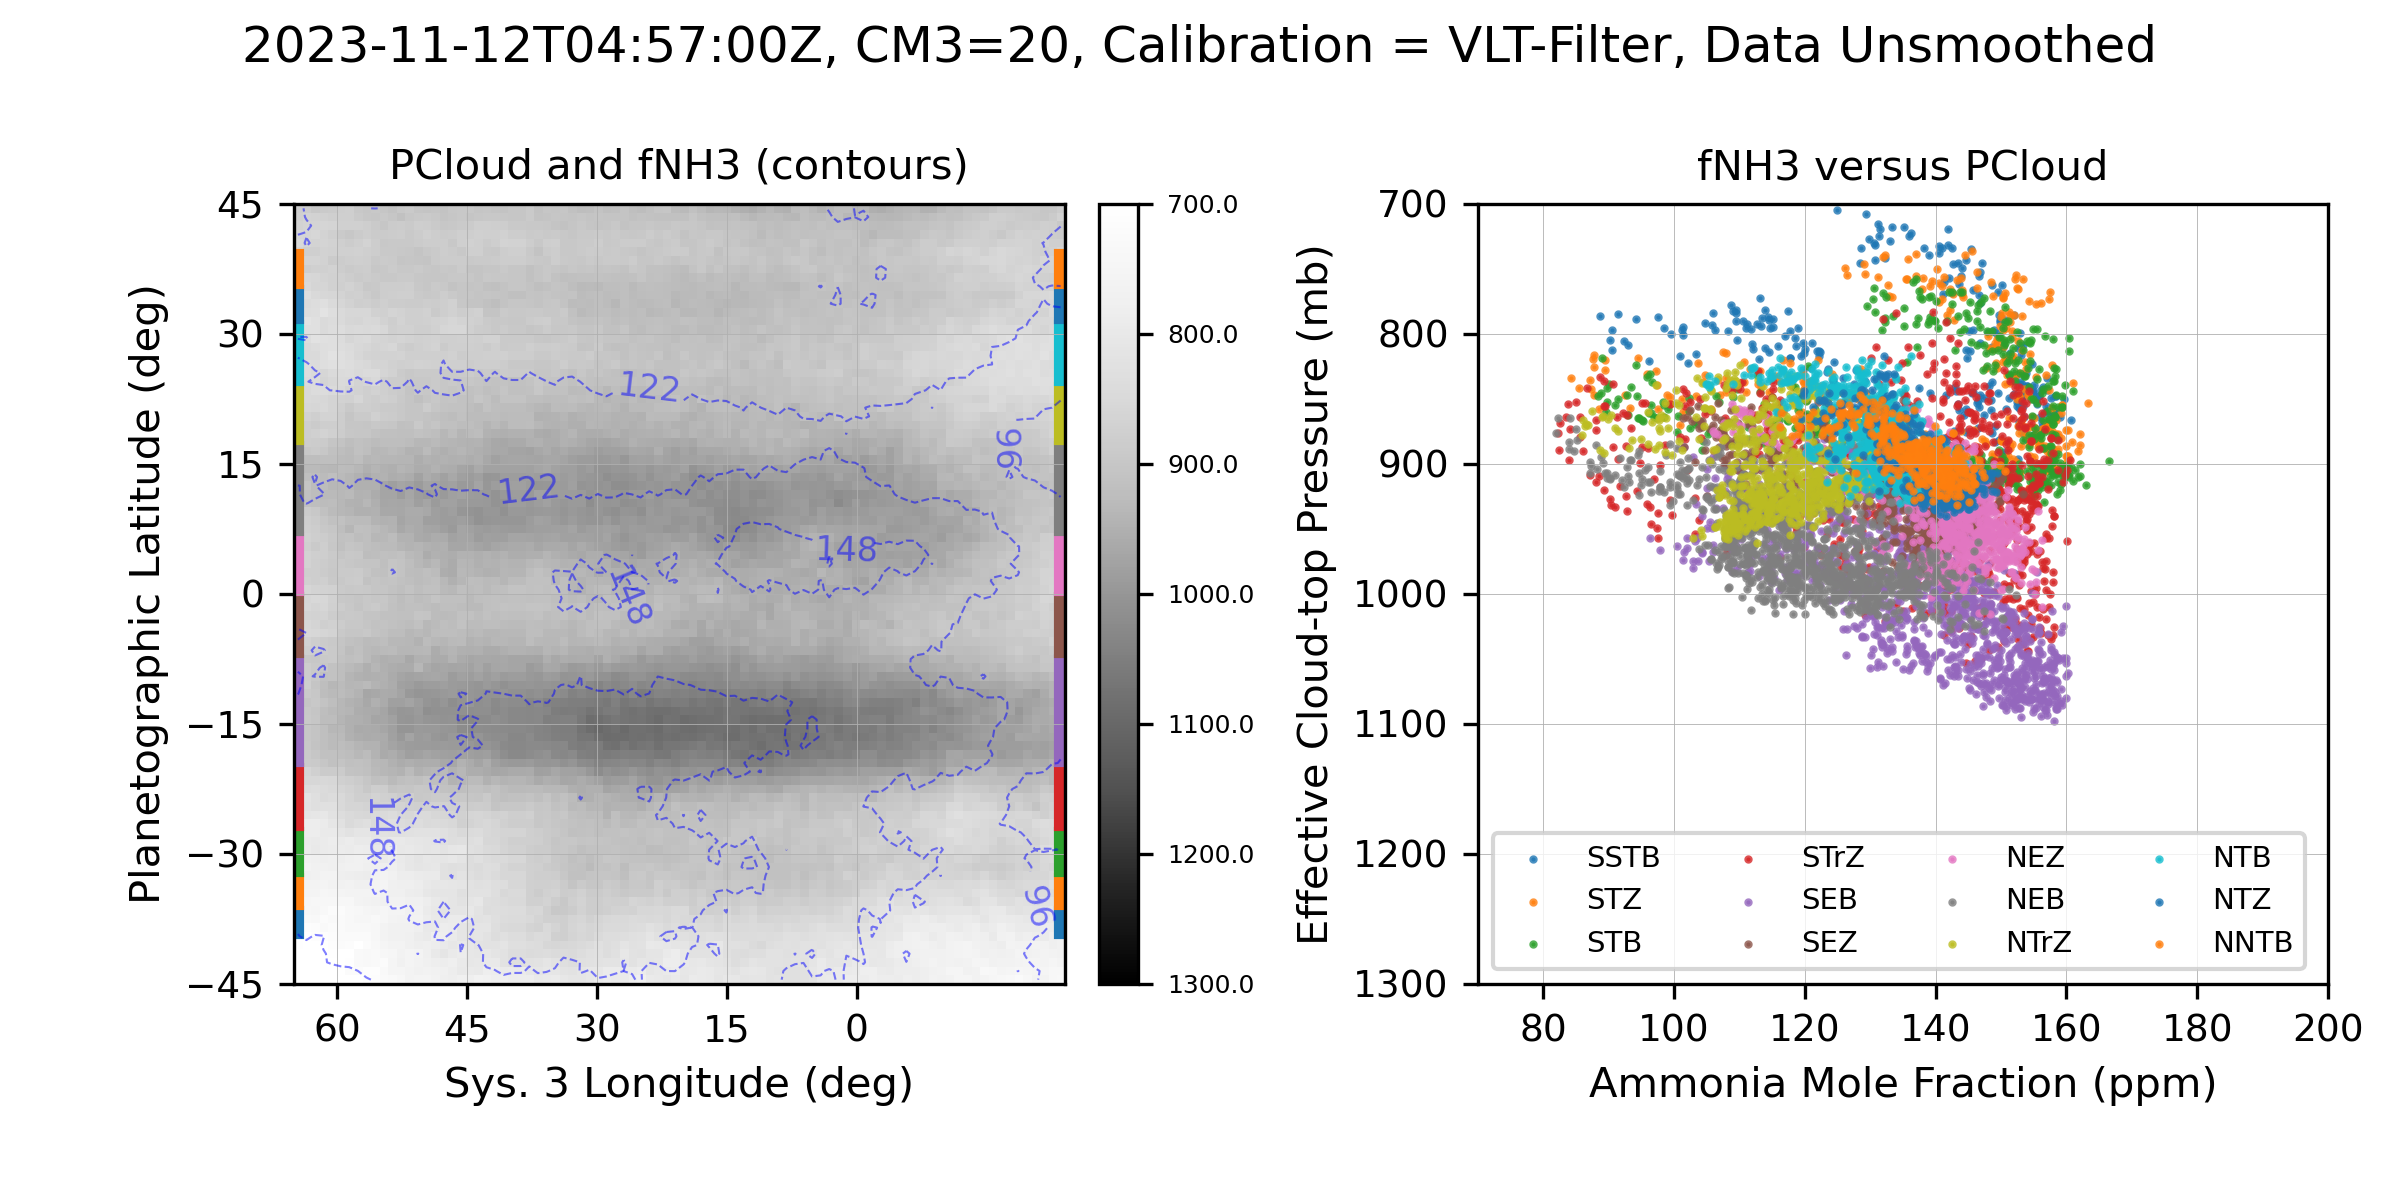 2023-11-12T04:57:00Z, CM3=20, Calibration = VLT-Filter, Data Unsmoothed
PCloud and fNH3 (contours)
Planetographic Latitude (deg)
45
30
15
0
−15
−30
−45
60
45
30
15
0
Sys. 3 Longitude (deg)
122
96
122
148
148
148
96
700.0
800.0
900.0
1000.0
1100.0
1200.0
1300.0
fNH3 versus PCloud
Effective Cloud-top Pressure (mb)
700
800
900
1000
1100
1200
1300
SSTB
STZ
STB
STrZ
SEB
SEZ
NEZ
NEB
NTrZ
NTB
NTZ
NNTB
80
100
120
140
160
180
200
Ammonia Mole Fraction (ppm)